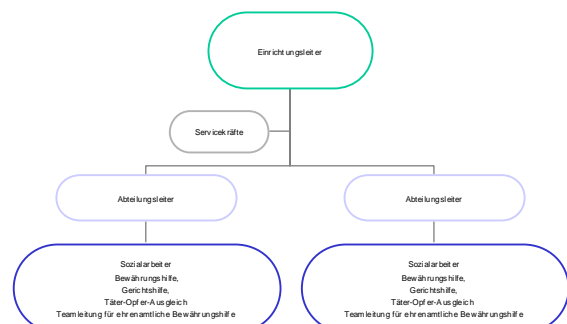 Einrichtungsleiter
Servicekräfte
Abteilungsleiter
Abteilungsleiter
Sozialarbeiter
Bewährungshilfe,
Gerichtshilfe,
Täter-Opfer-Ausgleich
Teamleitung für ehrenamtliche Bewährungshilfe
Sozialarbeiter
Bewährungshilfe,
Gerichtshilfe,
Täter-Opfer-Ausgleich
Teamleitung für ehrenamtliche Bewährungshilfe